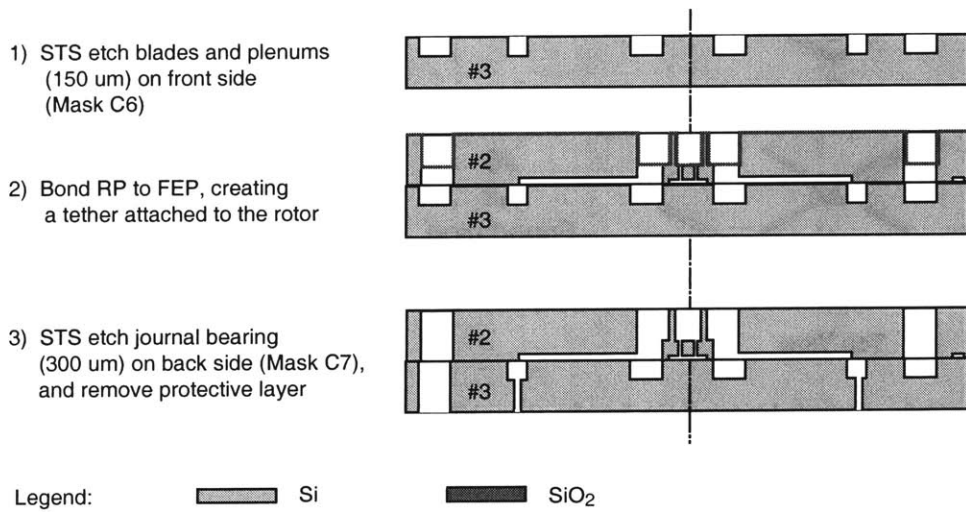 1) STS etch blades and plenums
(150 um) on front side
(Mask C6)
#3
#2
2) Bond RP to FEP, creating
a tether attached to the rotor
#3
3) STS etch journal bearing
(300 um) on back side (Mask C7),
and remove protective layer
#2
#3
Legend: Si SiO₂